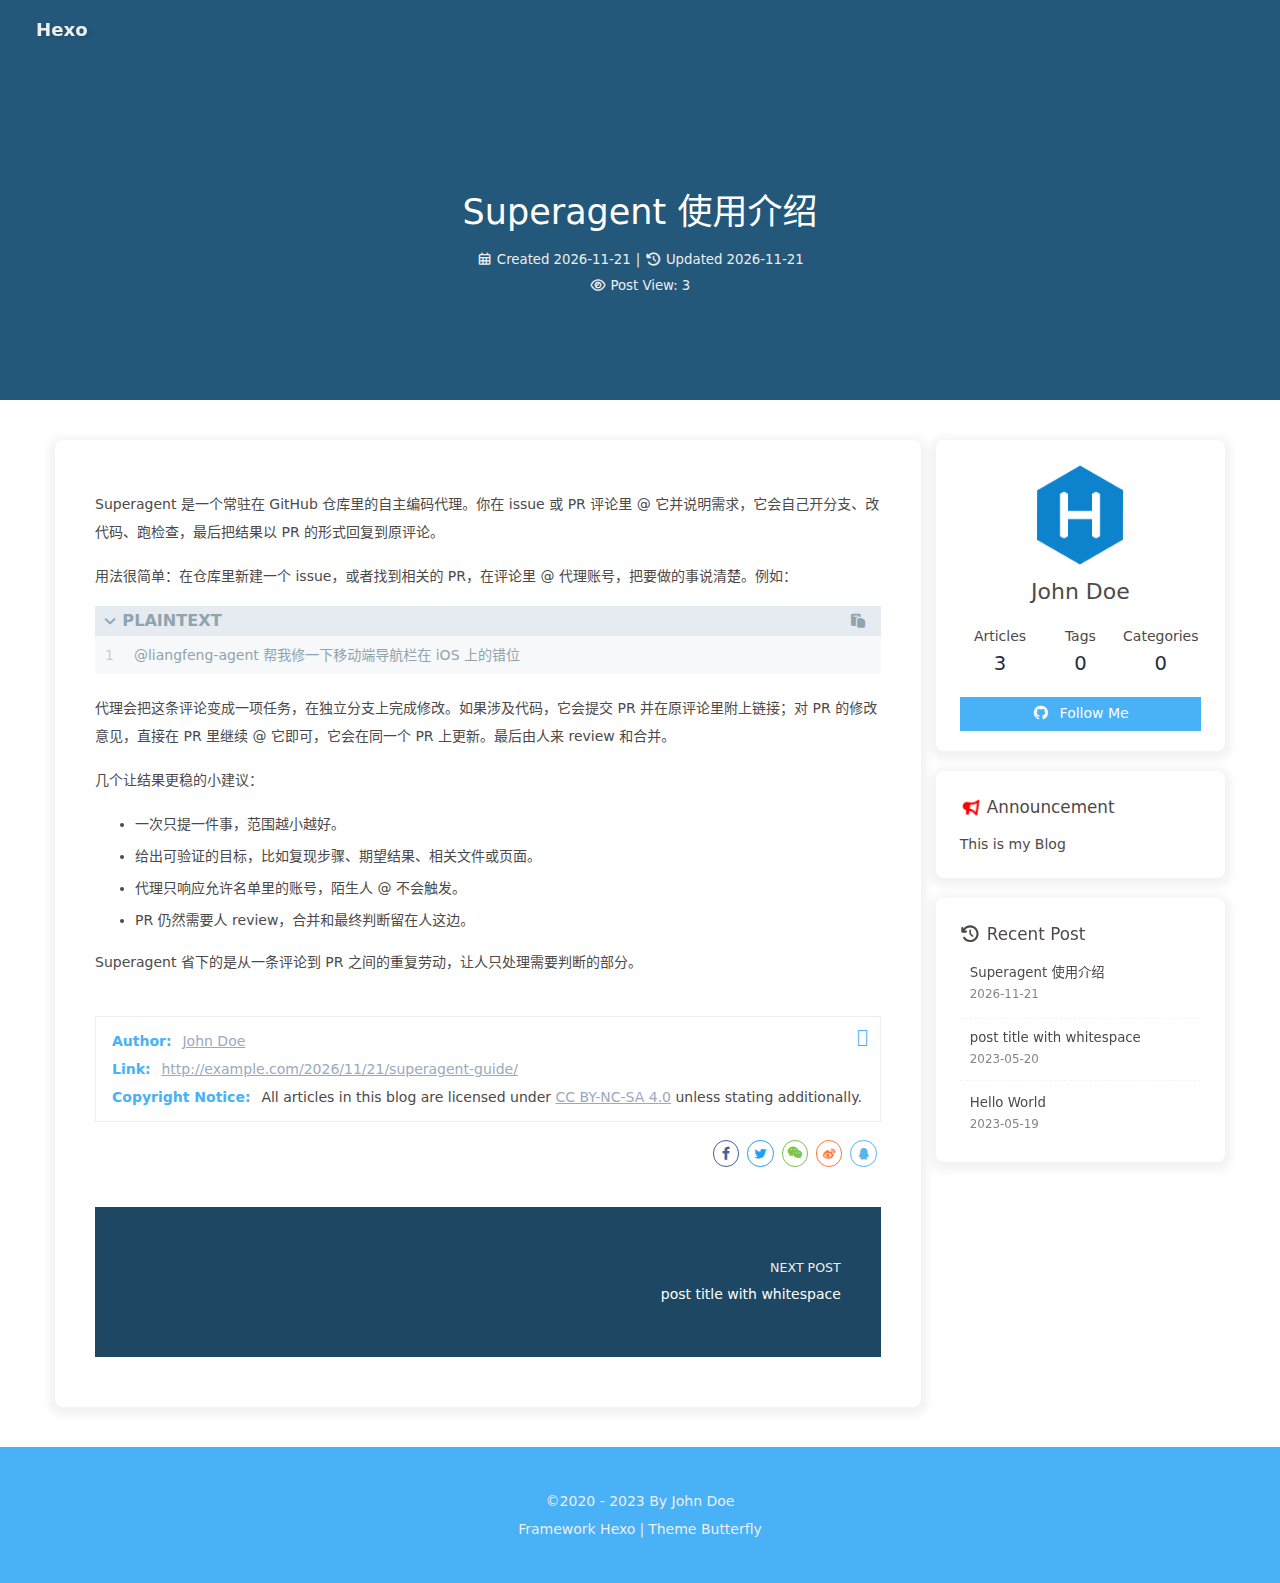 Hexo
Superagent 使用介绍
Created 2026-11-21 | Updated 2026-11-21
Post View: 3
Superagent 是一个常驻在 GitHub 仓库里的自主编码代理。你在 issue 或 PR 评论里 @ 它并说明需求，它会自己开分支、改
代码、跑检查，最后把结果以 PR 的形式回复到原评论。
用法很简单：在仓库里新建一个 issue，或者找到相关的 PR，在评论里 @ 代理账号，把要做的事说清楚。例如：
PLAINTEXT
1 @liangfeng-agent 帮我修一下移动端导航栏在 iOS 上的错位
代理会把这条评论变成一项任务，在独立分支上完成修改。如果涉及代码，它会提交 PR 并在原评论里附上链接；对 PR 的修改
意见，直接在 PR 里继续 @ 它即可，它会在同一个 PR 上更新。最后由人来 review 和合并。
几个让结果更稳的小建议：
• 一次只提一件事，范围越小越好。
• 给出可验证的目标，比如复现步骤、期望结果、相关文件或页面。
• 代理只响应允许名单里的账号，陌生人 @ 不会触发。
• PR 仍然需要人 review，合并和最终判断留在人这边。
Superagent 省下的是从一条评论到 PR 之间的重复劳动，让人只处理需要判断的部分。
Author: John Doe
Link: http://example.com/2026/11/21/superagent-guide/
Copyright Notice: All articles in this blog are licensed under CC BY-NC-SA 4.0 unless stating additionally.
NEXT POST
post title with whitespace
John Doe
Articles Tags Categories
3 0 0
Follow Me
Announcement
This is my Blog
Recent Post
Superagent 使用介绍
2026-11-21
post title with whitespace
2023-05-20
Hello World
2023-05-19
©2020 - 2023 By John Doe
Framework Hexo | Theme Butterfly